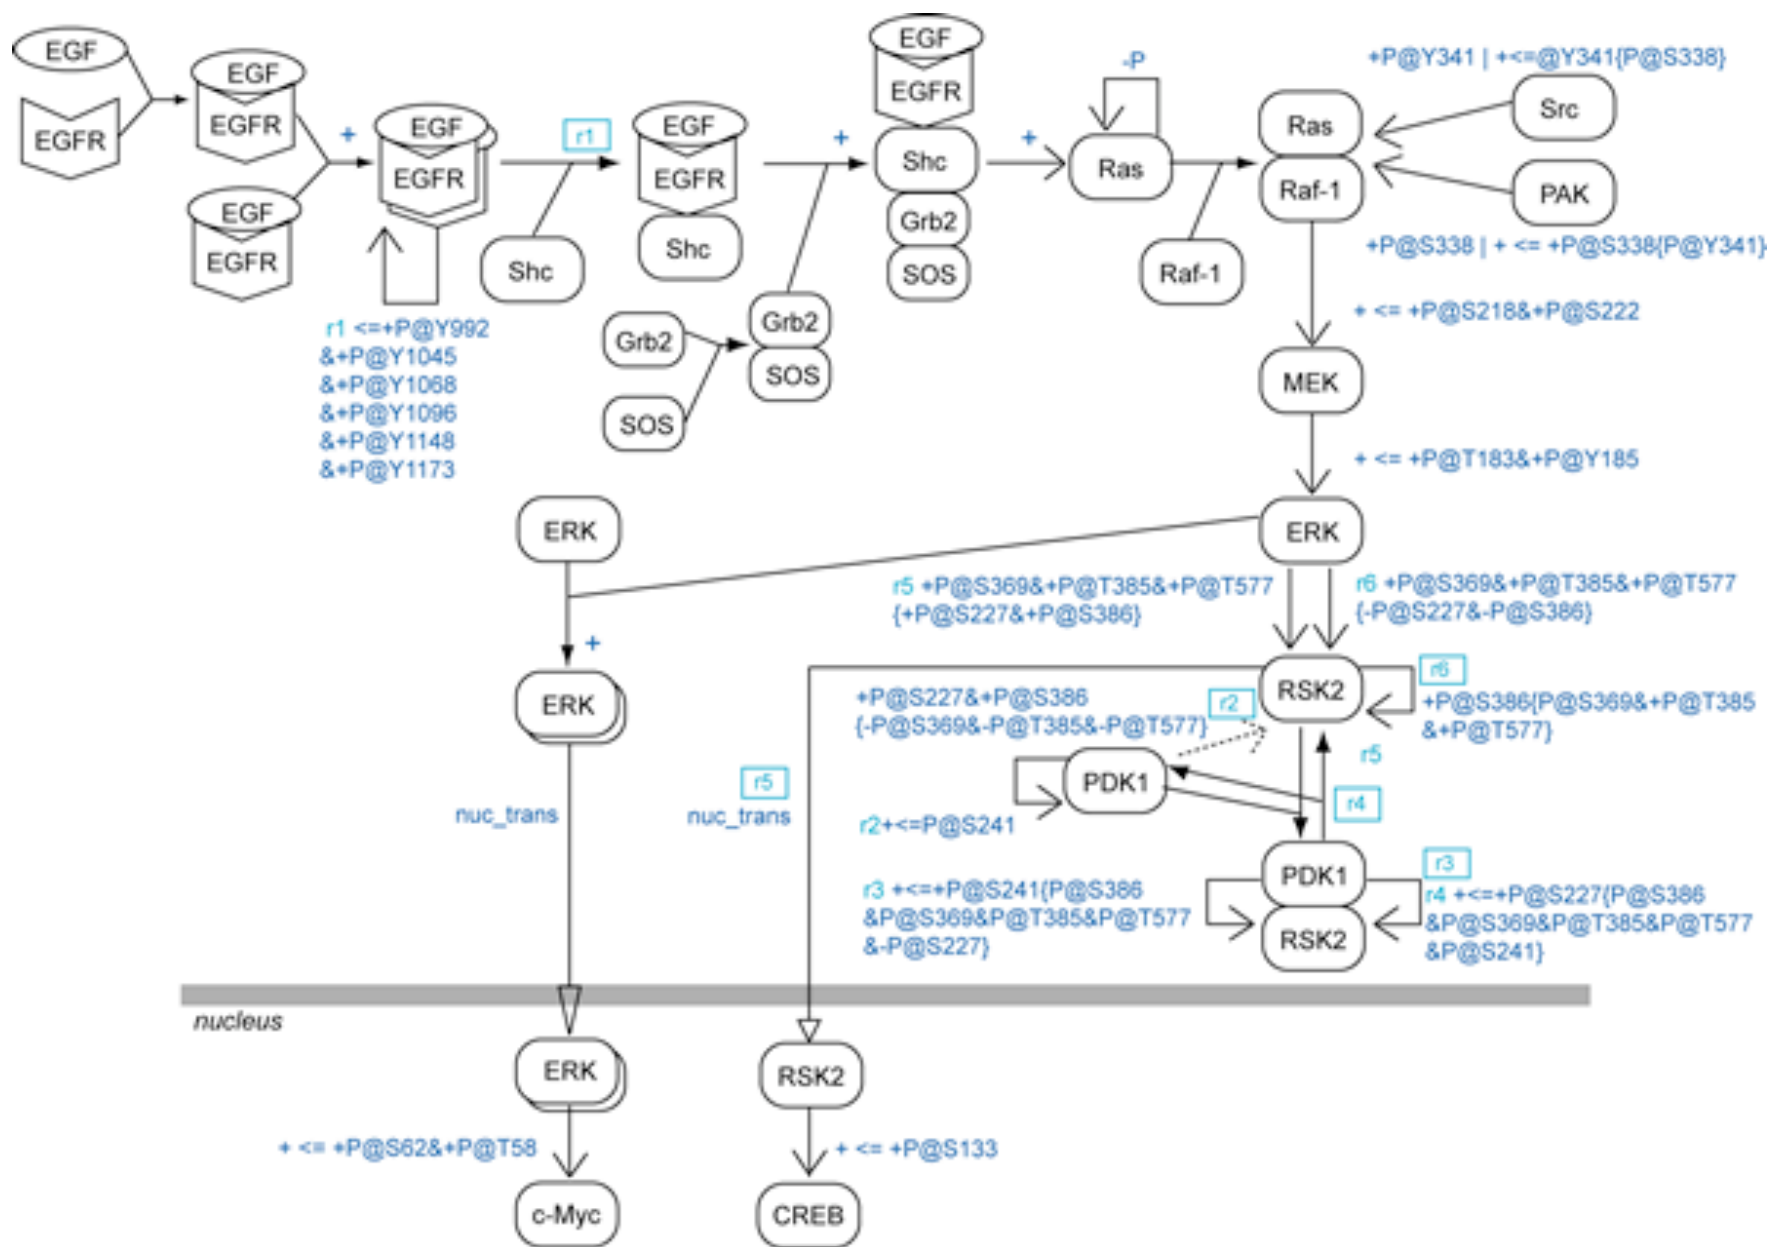 EGF
EGFR
EGF
EGFR
EGF
EGFR
+
EGF
EGFR
r1 <=+P@Y992
&+P@Y1045
&+P@Y1068
&+P@Y1096
&+P@Y1148
&+P@Y1173
r1
Shc
EGF
EGFR
Shc
Grb2
SOS
Grb2
SOS
+
EGF
EGFR
Shc
Grb2
SOS
+
-P
Ras
Raf-1
Ras
Raf-1
+P@Y341 | +<=@Y341{P@S338}
Src
PAK
+P@S338 | + <= +P@S338{P@Y341}
+ <= +P@S218&+P@S222
MEK
+ <= +P@T183&+P@Y185
ERK
ERK
r5 +P@S369&+P@T385&+P@T577
{+P@S227&+P@S386}
r6 +P@S369&+P@T385&+P@T577
{-P@S227&-P@S386}
+
ERK
RSK2
r6
+P@S386{P@S369&+P@T385
&+P@T577}
+P@S227&+P@S386
{-P@S369&-P@T385&-P@T577}
r2
r5
PDK1
r4
r5
nuc_trans
nuc_trans
r2+<=P@S241
PDK1
RSK2
r3
r3 +<=+P@S241{P@S386
&P@S369&P@T385&P@T577
&-P@S227}
r4 +<=+P@S227{P@S386
&P@S369&P@T385&P@T577
&P@S241}
nucleus
ERK
RSK2
+ <= +P@S62&+P@T58
+ <= +P@S133
c-Myc
CREB